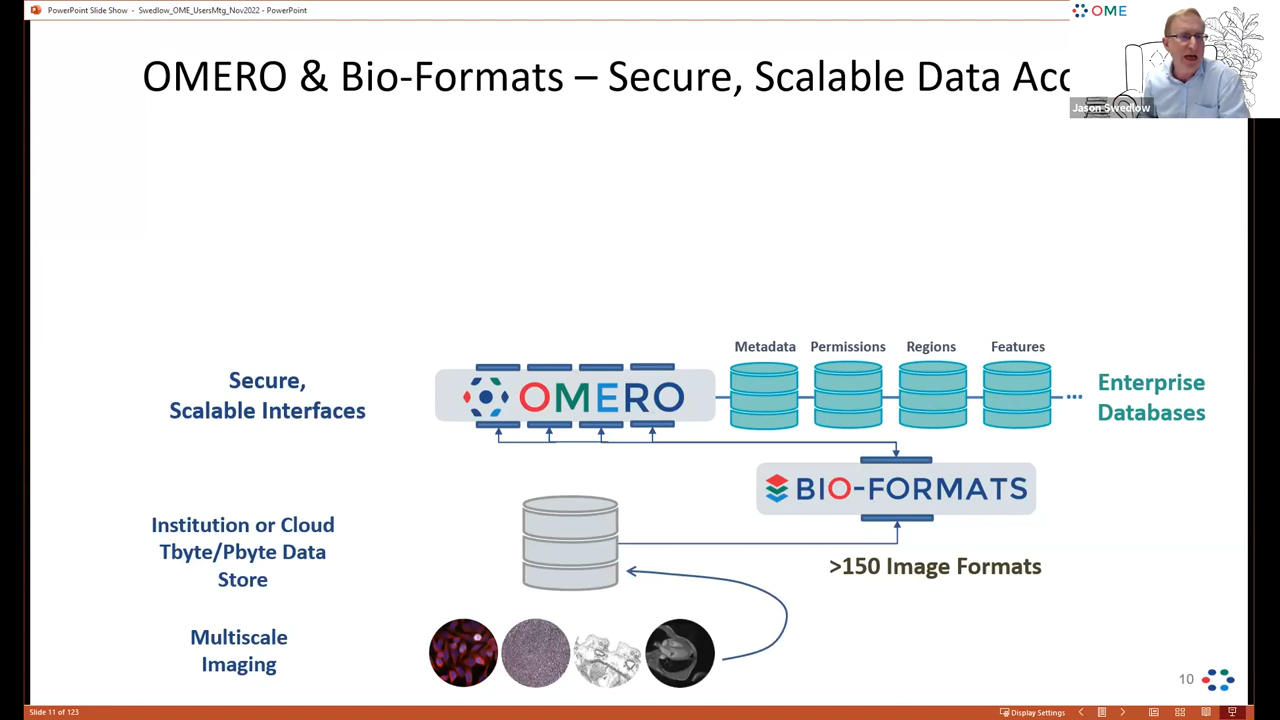 PowerPoint Slide Show - Swedlow_OME_UsersMtg_Nov2022 - PowerPoint
OME
Jason Swedlow
OMERO & Bio-Formats – Secure, Scalable Data Acc
Metadata
Permissions
Regions
Features
Secure,
Scalable Interfaces
OMERO
Enterprise
Databases
BIO-FORMATS
Institution or Cloud
Tbyte/Pbyte Data
Store
>150 Image Formats
Multiscale
Imaging
10
Slide 11 of 123
Display Settings